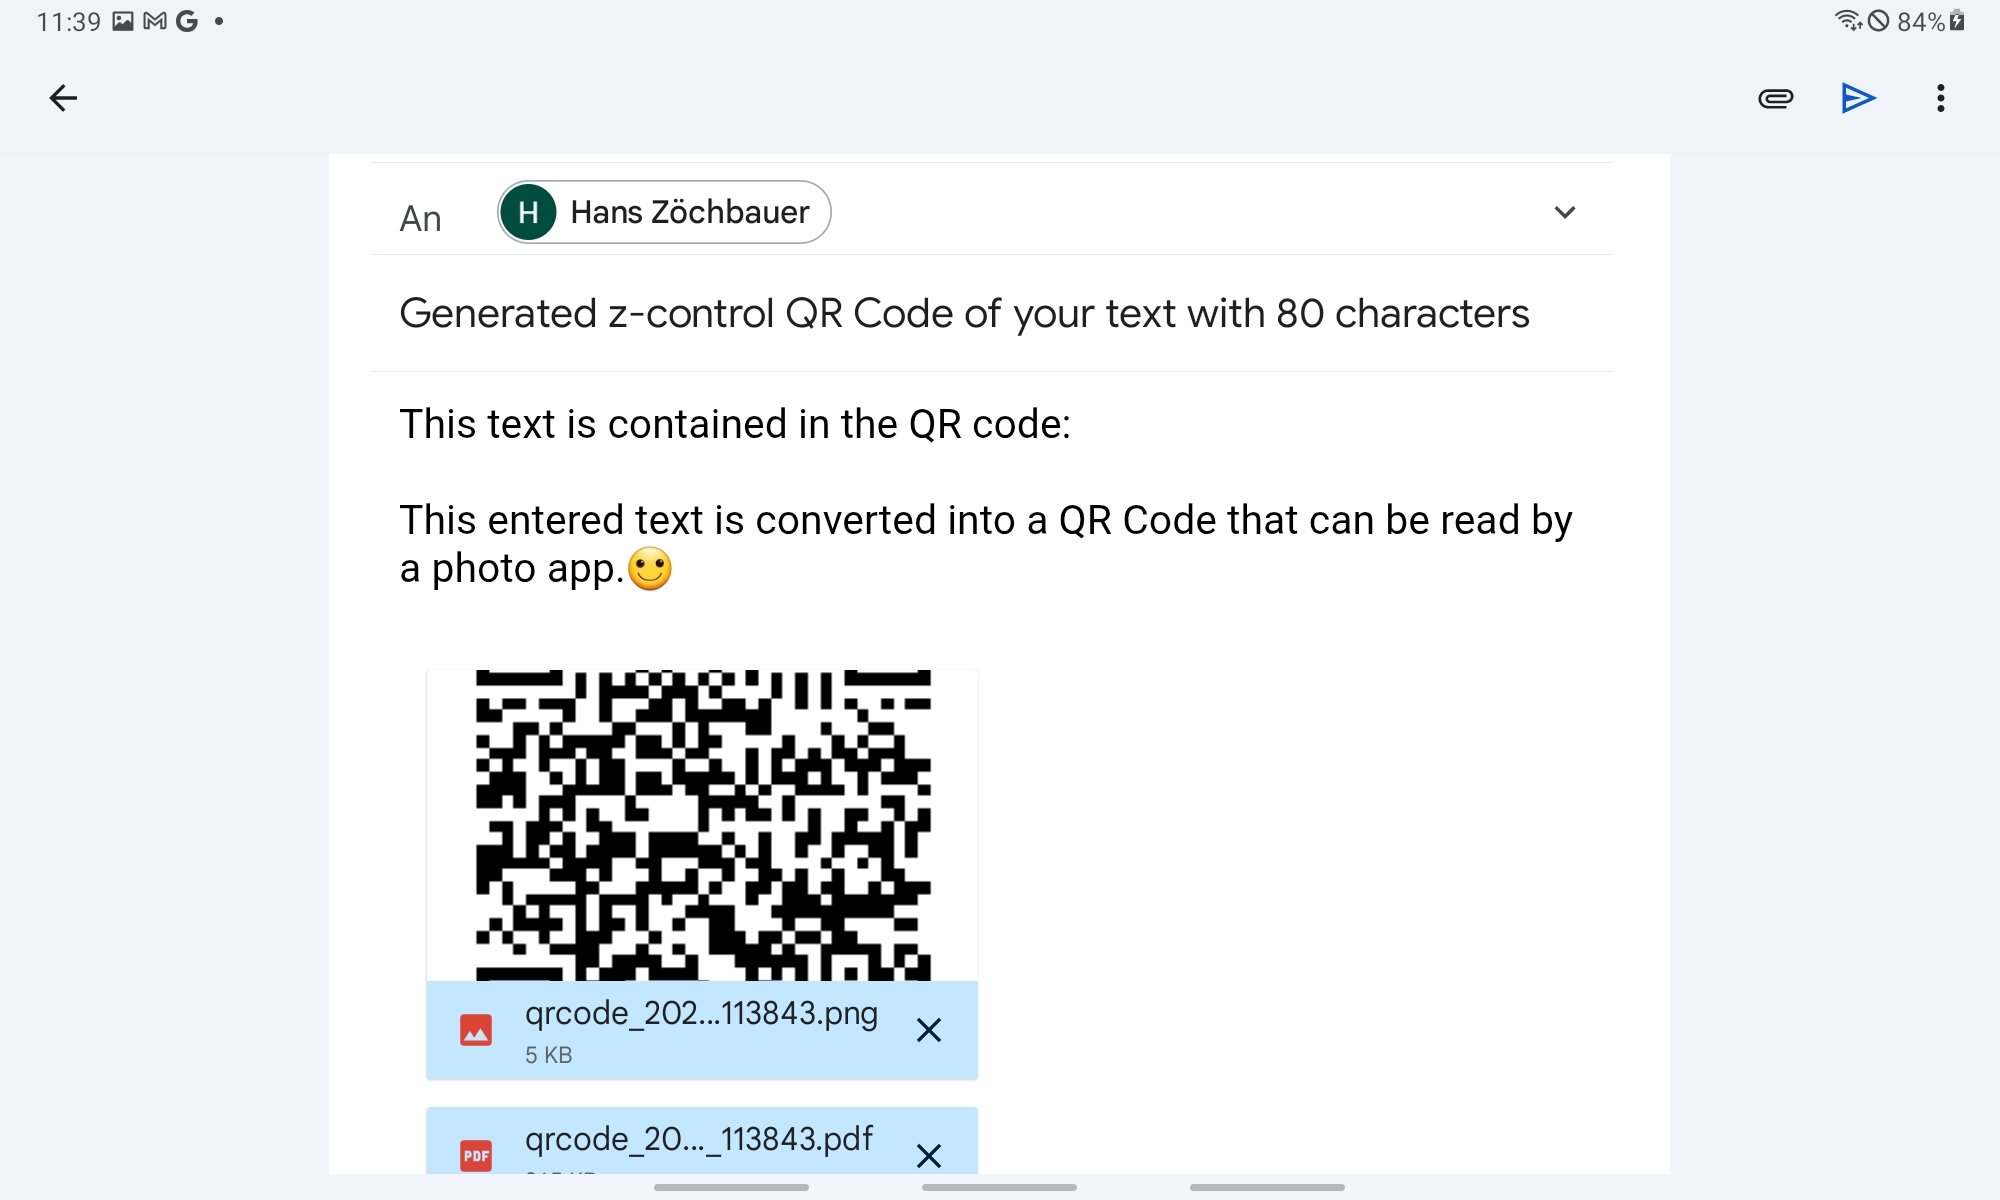 11:39
84%
An
H
Hans Zöchbauer
Generated z-control QR Code of your text with 80 characters
This text is contained in the QR code:
This entered text is converted into a QR Code that can be read by
a photo app.🙂
qrcode_202...113843.png
5 KB
PDF
qrcode_20..._113843.pdf